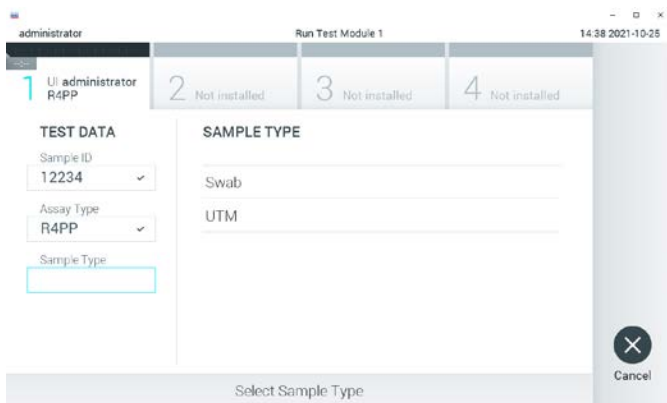 administrator Run Test Module 1 14:38 2021-10-25
1 UI administrator
R4PP
2 Not installed
3 Not installed
4 Not installed
TEST DATA
Sample ID
12234
Assay Type
R4PP
Sample Type
SAMPLE TYPE
Swab
UTM
Cancel
Select Sample Type